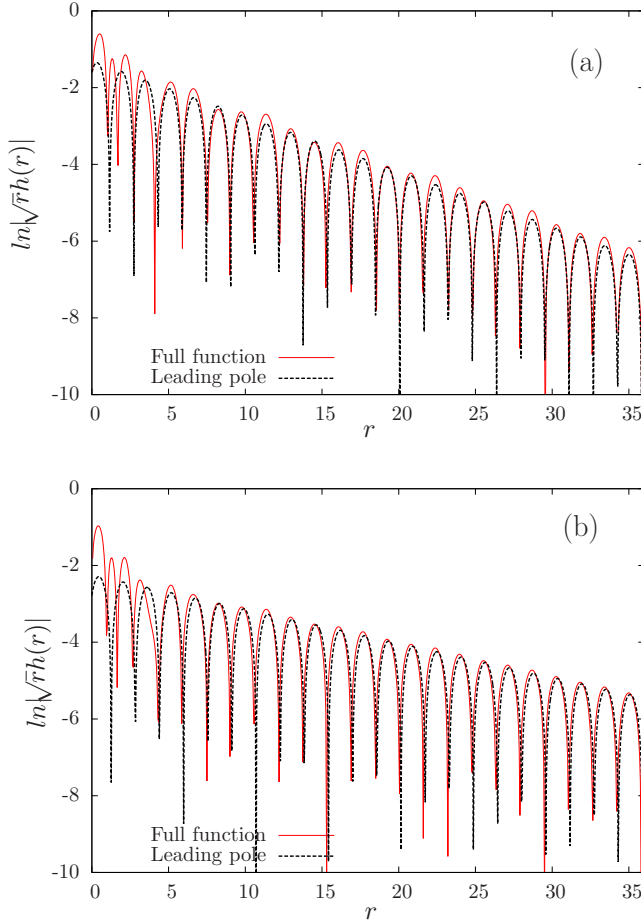 0
(a)
-2
ln|√rh(r)|
-4
-6
-8
Full function
Leading pole
-10
0 5 10 15 20 25 30 35
r
0
(b)
-2
ln|√rh(r)|
-4
-6
-8
Full function
Leading pole
-10
0 5 10 15 20 25 30 35
r